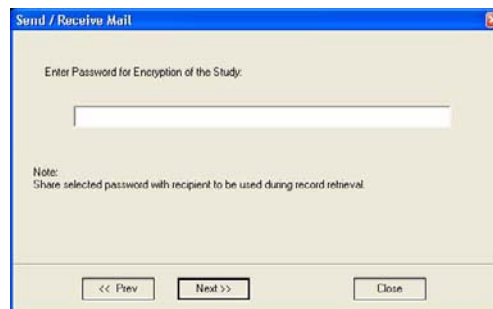 Send / Receive Mail
Enter Password for Encryption of the Study:
Note:
Share selected password with recipient to be used during record retrieval.
<< Prev
Next >>
Close